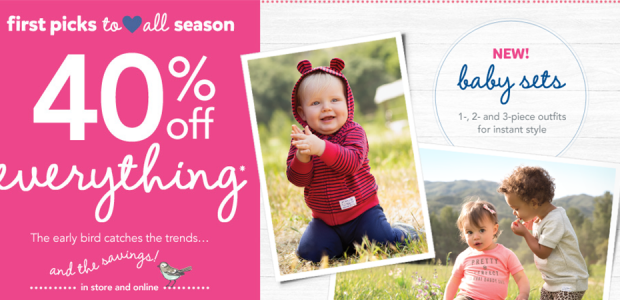 first picks to all season
40% off
everything*
The early bird catches the trends...
and the savings!
in store and online
NEW!
baby sets
1-, 2- and 3-piece outfits
for instant style
PRETTY